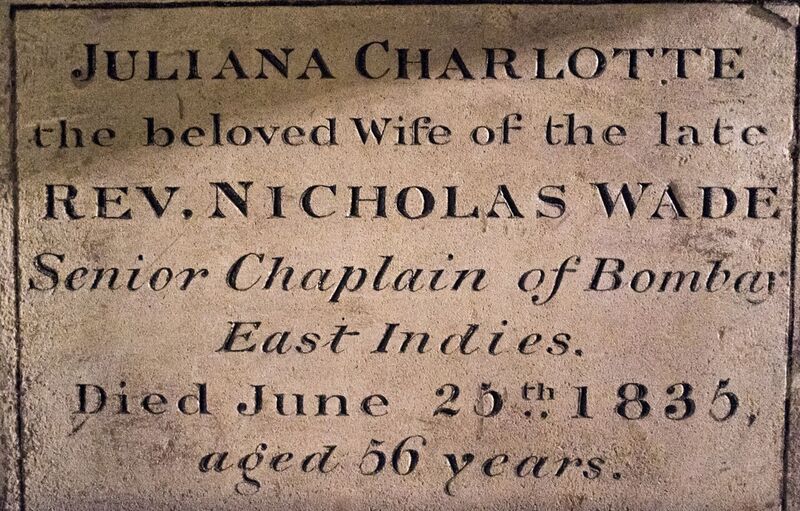 JULIANA CHARLOTTE
the beloved Wife of the late
REV. NICHOLAS WADE
Senior Chaplain of Bombay
East Indies.
Died June 25th 1835,
aged 56 years.